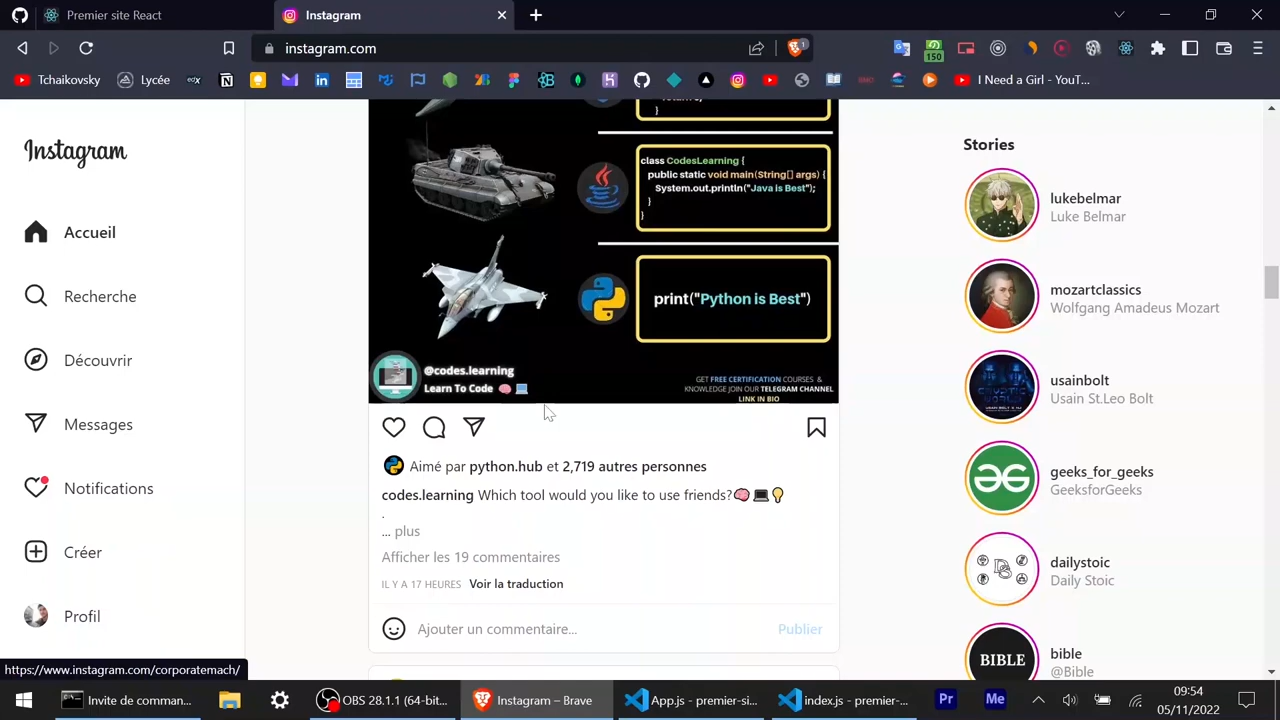 Premier site React
Instagram
instagram.com
1
150
Tchaikovsky
Lycée
I Need a Girl - YouT...
Instagram
Accueil
Recherche
Découvrir
Messages
Notifications
Créer
Profil
}
class CodesLearning {
public static void main(String[] args) {
System.out.println("Java is Best");
}
}
print("Python is Best")
@codes.learning
Learn To Code 🧠 💻
GET FREE CERTIFICATION COURSES &
KNOWLEDGE JOIN OUR TELEGRAM CHANNEL
LINK IN BIO
Aimé par python.hub et 2,719 autres personnes
codes.learning Which tool would you like to use friends?🧠 💻💡
.
... plus
Afficher les 19 commentaires
IL Y A 17 HEURES Voir la traduction
Ajouter un commentaire...
Publier
Stories
lukebelmar
Luke Belmar
mozartclassics
Wolfgang Amadeus Mozart
usainbolt
Usain St.Leo Bolt
geeks_for_geeks
GeeksforGeeks
dailystoic
Daily Stoic
BIBLE
bible
@Bible
https://www.instagram.com/corporatemach/
Invite de comman...
OBS 28.1.1 (64-bit...
Instagram – Brave
App.js - premier-si...
index.js - premier-...
Pr
Me
09:54
05/11/2022